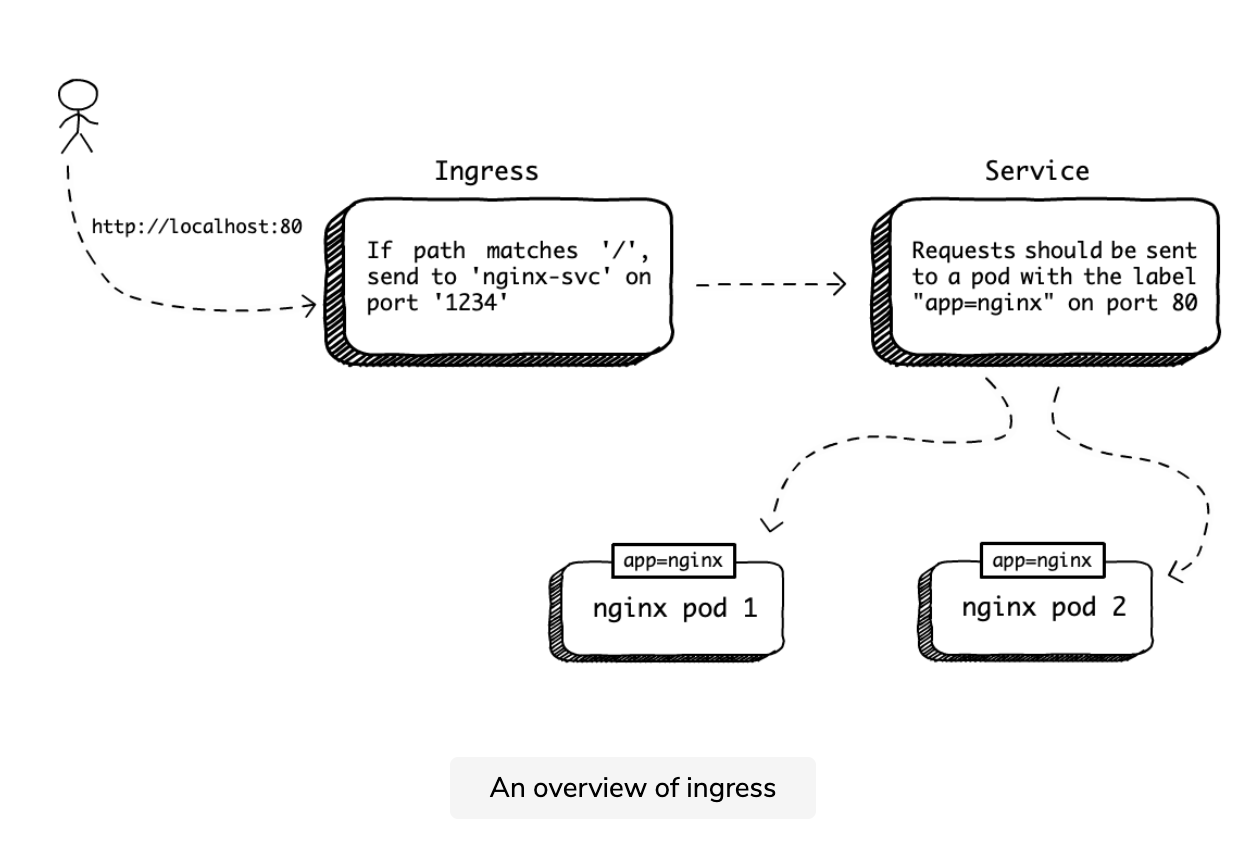 Ingress
Service
http://localhost:80
If path matches '/',
send to 'nginx-svc' on
port '1234'
Requests should be sent
to a pod with the label
"app=nginx" on port 80
app=nginx
nginx pod 1
app=nginx
nginx pod 2
An overview of ingress